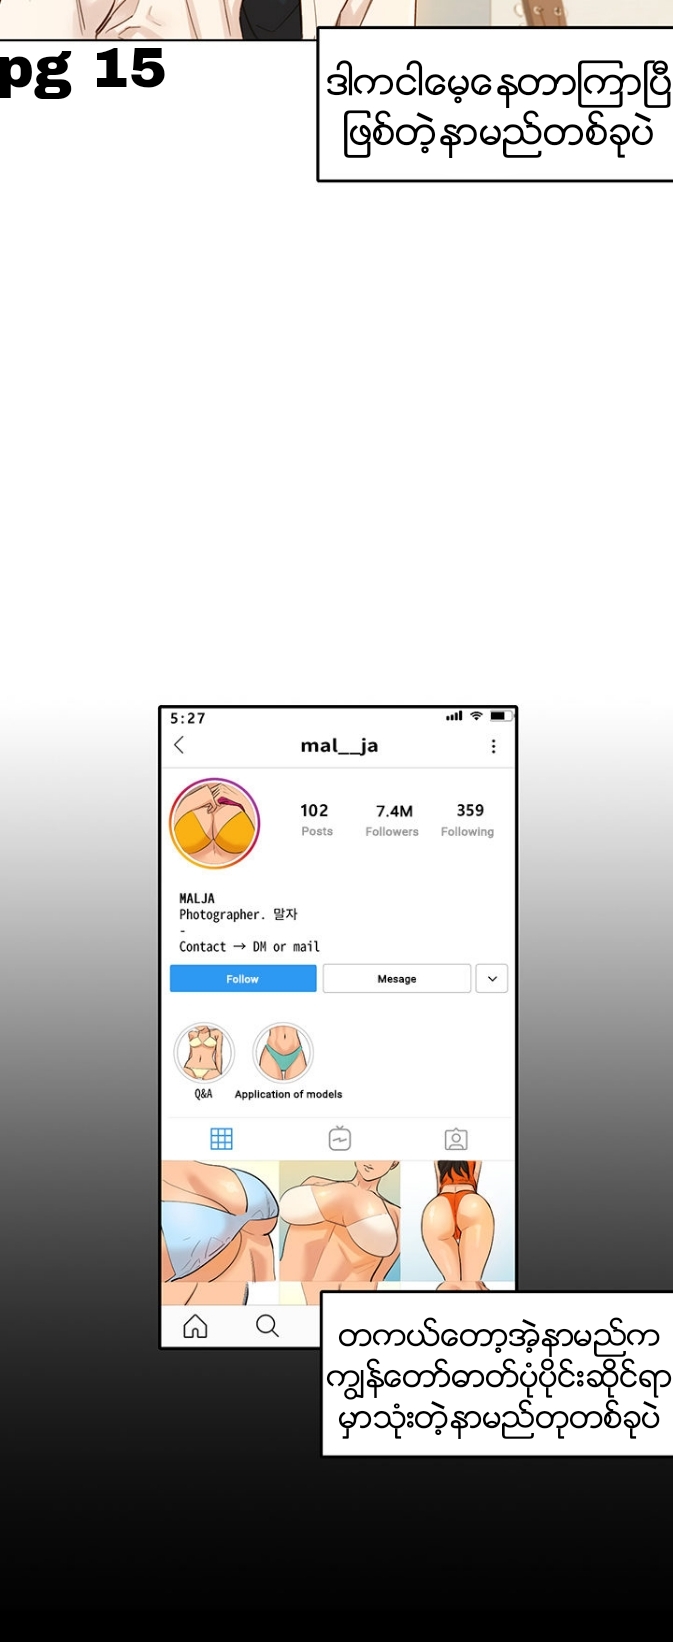 pg 15
ဒါကငါမေ့နေတာကြာပြီ
ဖြစ်တဲ့နာမည်တစ်ခုပဲ
5:27
mal__ja
102
7.4M
359
Posts
Followers
Following
MALJA
Photographer. 말자
-
Contact → DM or mail
Follow
Mesage
Q&A
Application of models
တကယ်တော့အဲ့နာမည်က
ကျွန်တော်ဓာတ်ပုံပိုင်းဆိုင်ရာ
မှာသုံးတဲ့နာမည်တုတစ်ခုပဲ